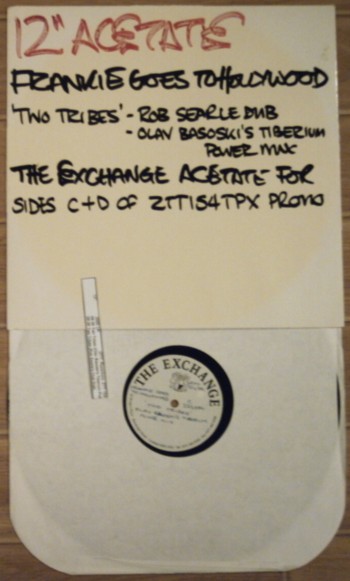 12" ACETATE
FRANKIE GOES TO HOLLYWOOD
'TWO TRIBES' - ROB SEARLE DUB
- OLAV BASOSKI'S TIBERIUM
POWER MIX
THE EXCHANGE ACETATE FOR
SIDES C+D OF ZTT154TPX PROMO
THE EXCHANGE